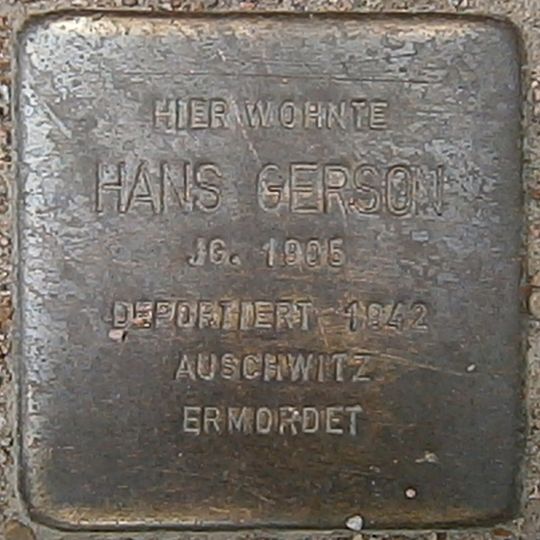 HIER WOHNTE
HANS GERSON
JG. 1905
DEPORTIERT 1942
AUSCHWITZ
ERMORDET